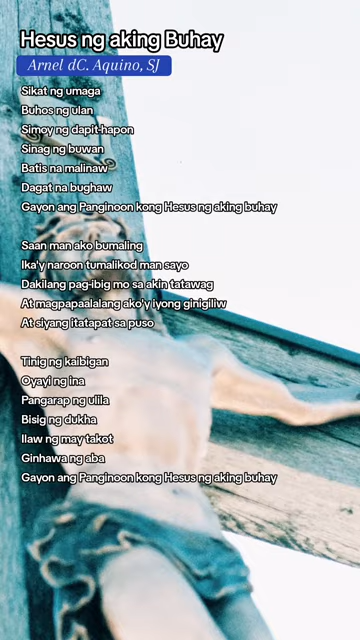 Hesus ng aking Buhay
Arnel dC. Aquino, SJ
Sikat ng umaga
Buhos ng ulan
Simoy ng dapit-hapon
Sinag ng buwan
Batis na malinaw
Dagat na bughaw
Gayon ang Panginoon kong Hesus ng aking buhay
Saan man ako bumaling
Ika'y naroon tumalikod man sayo
Dakilang pag-ibig mo sa akin tatawag
At magpapaalalang ako'y iyong ginigiliw
At siyang itatapat sa puso
Tinig ng kaibigan
Oyayi ng ina
Pangarap ng ulila
Bisig ng dukha
Ilaw ng may takot
Ginhawa ng aba
Gayon ang Panginoon kong Hesus ng aking buhay